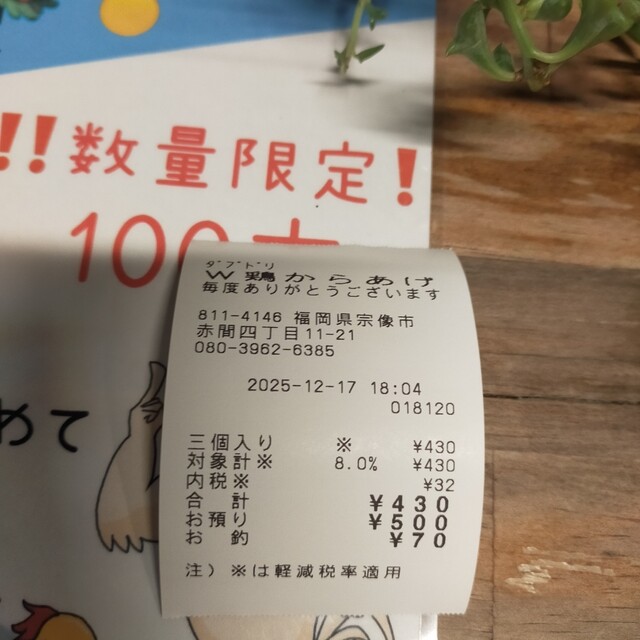 !!数量限定!
100
めて
ダブドリ
W鶏からあげ
毎度ありがとうございます
811-4146 福岡県宗像市
赤間四丁目11-21
080-3962-6385
2025-12-17 18:04
018120
三個入り ※ ¥430
対象計※ 8.0% ¥430
内税※ ¥32
合 計 ¥430
お預り ¥500
お 釣 ¥70
注) ※は軽減税率適用